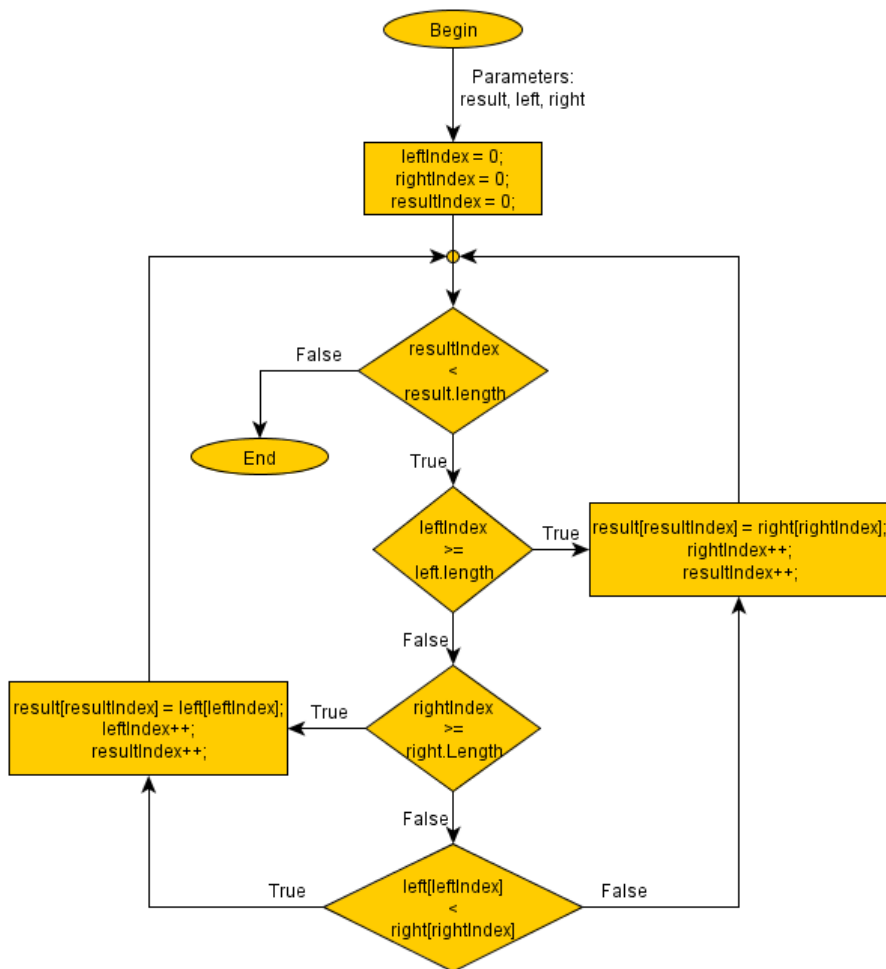 Begin
Parameters:
result, left, right
leftIndex = 0;
rightIndex = 0;
resultIndex = 0;
resultIndex
<
result.length
False
End
True
leftIndex
>=
left.length
True
result[resultIndex] = right[rightIndex];
rightIndex++;
resultIndex++;
False
rightIndex
>=
right.Length
True
result[resultIndex] = left[leftIndex];
leftIndex++;
resultIndex++;
False
left[leftIndex]
<
right[rightIndex]
True
False